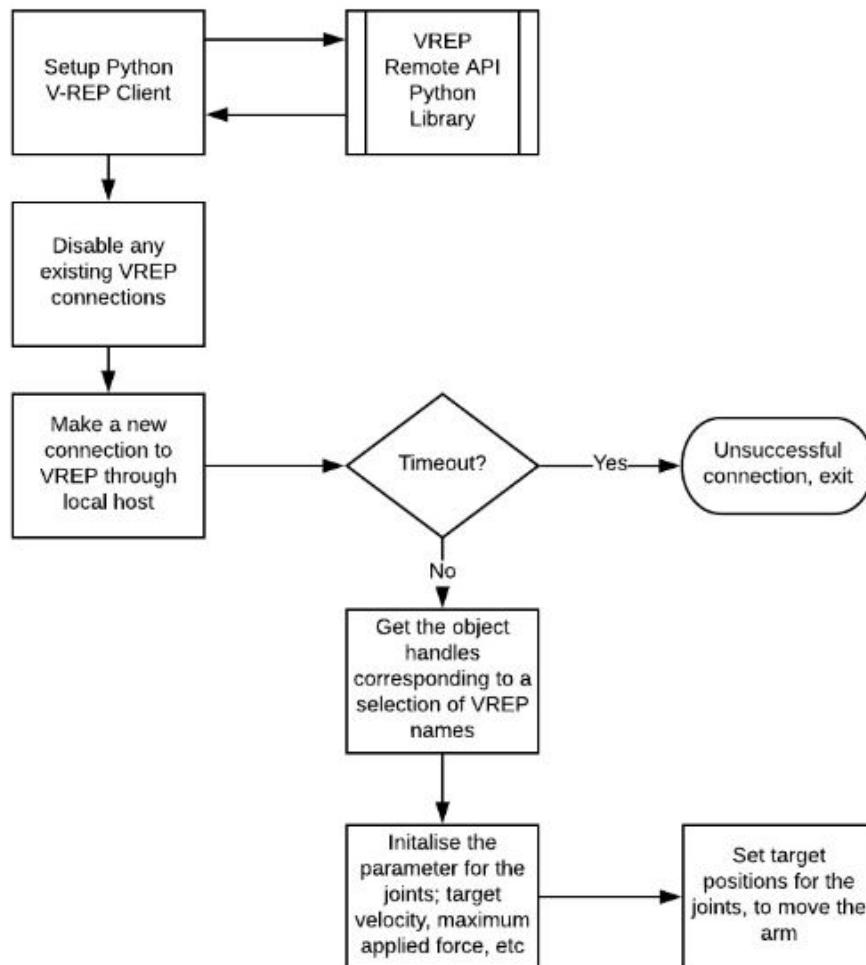 Setup Python
V-REP Client
VREP
Remote API
Python
Library
Disable any
existing VREP
connections
Make a new
connection to
VREP through
local host
Timeout?
Yes
Unsuccessful
connection, exit
No
Get the object
handles
corresponding to a
selection of VREP
names
Initalise the
parameter for the
joints; target
velocity, maximum
applied force, etc
Set target
positions for the
joints, to move the
arm